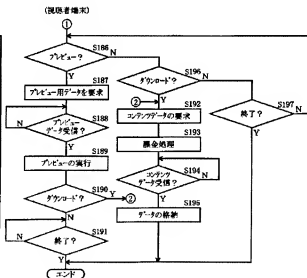 (視聴者端末)
①
S186
プレビュー?
N
Y
S187
プレビュー用データを要求
S188
プレビュー
データ受信?
N
Y
S189
プレビューの実行
S190
ダウンロード?
Y
②
N
S191
終了?
N
Y
S196
ダウンロード?
N
Y
②
S192
コンテンツデータの要求
S193
課金処理
S194
コンテンツ
データ受信?
N
Y
S195
データの格納
S197
終了?
N
Y
エンド